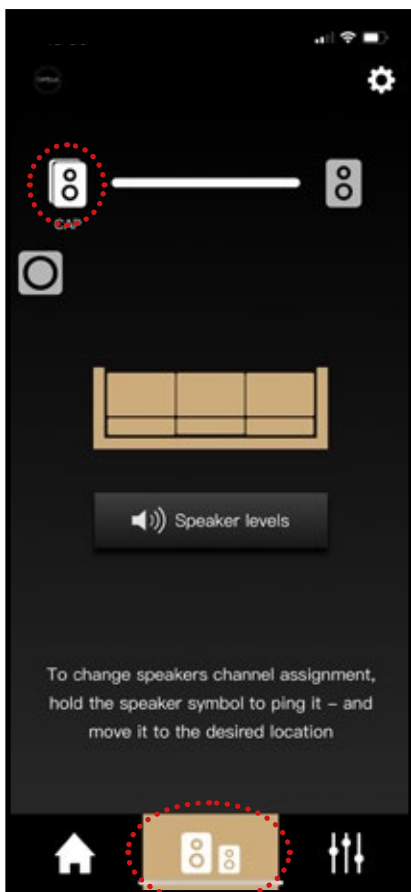 CAP
Speaker levels
To change speakers channel assignment,
hold the speaker symbol to ping it – and
move it to the desired location